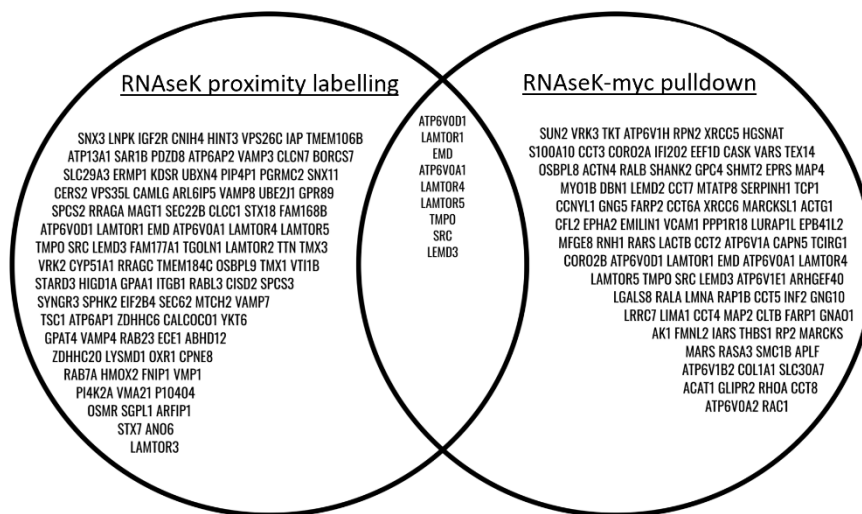 RNAseK proximity labelling
SNX3 LNPK IGF2R CNIH4 HINT3 VPS26C IAP TMEM106B
ATP13A1 SAR1B PDZD8 ATP6AP2 VAMP3 CLCN7 BORCS7
SLC29A3 ERMP1 KDSR UBXN4 PIP4P1 PGRMC2 SNX11
CERS2 VPS35L CAMLG ARL6IP5 VAMP8 UBE2J1 GPR89
SPCS2 RRAGA MAGT1 SEC22B CLCC1 STX18 FAM168B
ATP6V0D1 LAMTOR1 EMD ATP6V0A1 LAMTOR4 LAMTOR5
TMPO SRC LEMD3 FAM177A1 TGOLN1 LAMTOR2 TTN TMX3
VRK2 CYP51A1 RRAGC TMEM184C OSBPL9 TMX1 VTI1B
STARD3 HIGD1A GPAA1 ITGB1 RABL3 CISD2 SPCS3
SYNGR3 SPHK2 EIF2B4 SEC62 MTCH2 VAMP7
TSC1 ATP6AP1 ZDHHC6 CALCOCO1 YKT6
GPAT4 VAMP4 RAB23 ECE1 ABHD12
ZDHHC20 LYSMD1 OXR1 CPNE8
RAB7A HMOX2 FNIP1 VMP1
PI4K2A VMA21 P10404
OSMR SGPL1 ARFIP1
STX7 ANO6
LAMTOR3
ATP6V0D1
LAMTOR1
EMD
ATP6V0A1
LAMTOR4
LAMTOR5
TMPO
SRC
LEMD3
RNAseK-myc pulldown
SUN2 VRK3 TKT ATP6V1H RPN2 XRCC5 HGSNAT
S100A10 CCT3 CORO2A IFI202 EEF1D CASK VARS TEX14
OSBPL8 ACTN4 RALB SHANK2 GPC4 SHMT2 EPRS MAP4
MYO1B DBN1 LEMD2 CCT7 MTATP8 SERPINH1 TCP1
CCNYL1 GNG5 FARP2 CCT6A XRCC6 MARCKSL1 ACTG1
CFL2 EPHA2 EMILIN1 VCAM1 PPP1R18 LURAP1L EPB41L2
MFGE8 RNH1 RARS LACTB CCT2 ATP6V1A CAPN5 TCIRG1
CORO2B ATP6V0D1 LAMTOR1 EMD ATP6V0A1 LAMTOR4
LAMTOR5 TMPO SRC LEMD3 ATP6V1E1 ARHGEF40
LGALS8 RALA LMNA RAP1B CCT5 INF2 GNG10
LRRC7 LIMA1 CCT4 MAP2 CLTB FARP1 GNAO1
AK1 FMNL2 IARS THBS1 RP2 MARCKS
MARS RASA3 SMC1B APLF
ATP6V1B2 COL1A1 SLC30A7
ACAT1 GLIPR2 RHOA CCT8
ATP6V0A2 RAC1